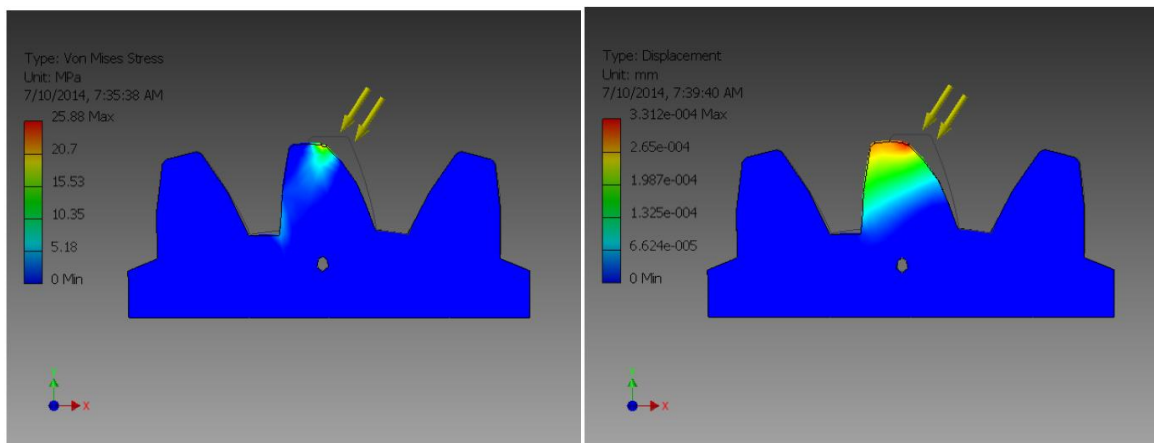 Type: Von Mises Stress
Unit: MPa
7/10/2014, 7:35:38 AM
25.88 Max
20.7
15.53
10.35
5.18
0 Min
X
Type: Displacement
Unit: mm
7/10/2014, 7:39:40 AM
3.312e-004 Max
2.65e-004
1.987e-004
1.325e-004
6.624e-005
0 Min
X